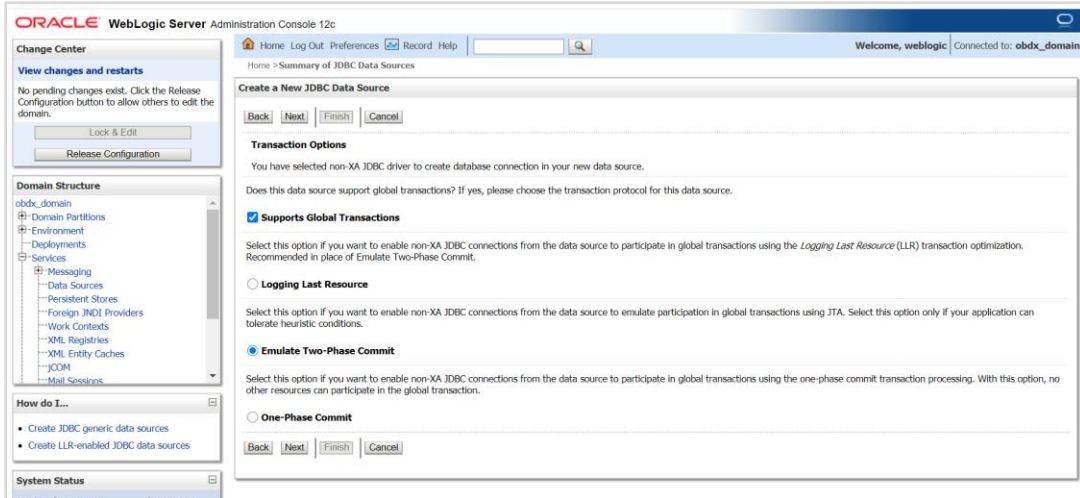 ORACLE WebLogic Server Administration Console 12c
Change Center
View changes and restarts
No pending changes exist. Click the Release
Configuration button to allow others to edit the
domain.
Lock & Edit
Release Configuration
Domain Structure
obdx_domain
Domain Partitions
Environment
Deployments
Services
Messaging
Data Sources
Persistent Stores
Foreign JNDI Providers
Work Contexts
XML Registries
XML Entity Caches
jCOM
Mail Sessions
How do I...
Create JDBC generic data sources
Create LLR-enabled JDBC data sources
System Status
Home Log Out Preferences Record Help
Welcome, weblogic Connected to: obdx_domain
Home >Summary of JDBC Data Sources
Create a New JDBC Data Source
Back Next Finish Cancel
Transaction Options
You have selected non-XA JDBC driver to create database connection in your new data source.
Does this data source support global transactions? If yes, please choose the transaction protocol for this data source.
Supports Global Transactions
Select this option if you want to enable non-XA JDBC connections from the data source to participate in global transactions using the Logging Last Resource (LLR) transaction optimization.
Recommended in place of Emulate Two-Phase Commit.
Logging Last Resource
Select this option if you want to enable non-XA JDBC connections from the data source to emulate participation in global transactions using JTA. Select this option only if your application can
tolerate heuristic conditions.
Emulate Two-Phase Commit
Select this option if you want to enable non-XA JDBC connections from the data source to participate in global transactions using the one-phase commit transaction processing. With this option, no
other resources can participate in the global transaction.
One-Phase Commit
Back Next Finish Cancel